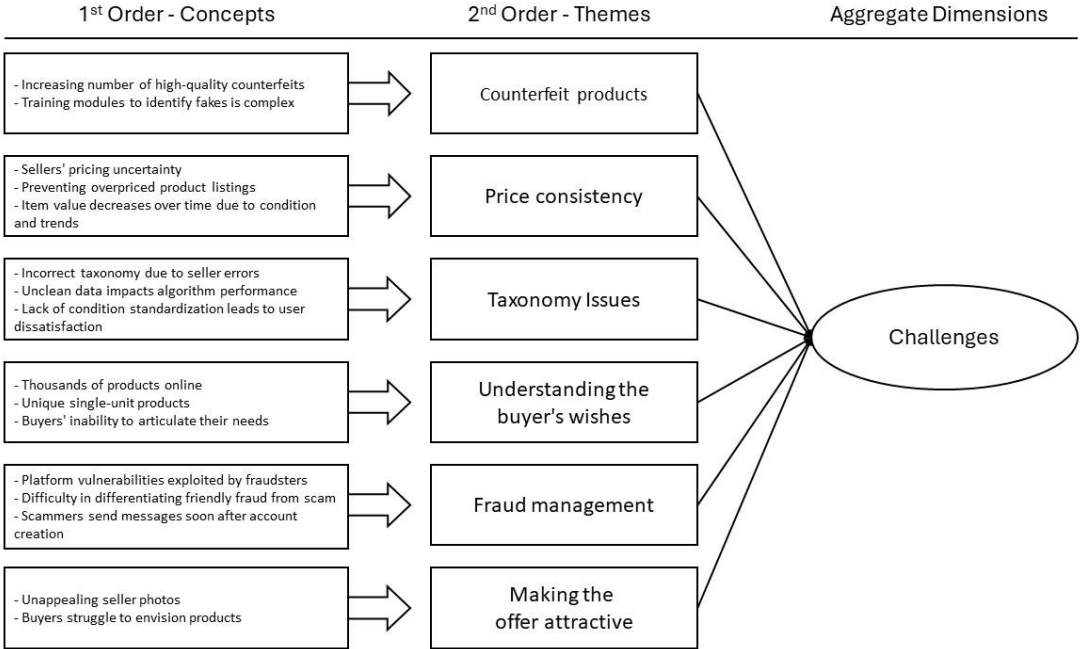 1st Order - Concepts
2nd Order - Themes
Aggregate Dimensions
- Increasing number of high-quality counterfeits
- Training modules to identify fakes is complex
Counterfeit products
- Sellers' pricing uncertainty
- Preventing overpriced product listings
- Item value decreases over time due to condition
and trends
Price consistency
- Incorrect taxonomy due to seller errors
- Unclean data impacts algorithm performance
- Lack of condition standardization leads to user
dissatisfaction
Taxonomy Issues
- Thousands of products online
- Unique single-unit products
- Buyers' inability to articulate their needs
Understanding the
buyer's wishes
- Platform vulnerabilities exploited by fraudsters
- Difficulty in differentiating friendly fraud from scam
- Scammers send messages soon after account
creation
Fraud management
- Unappealing seller photos
- Buyers struggle to envision products
Making the
offer attractive
Challenges